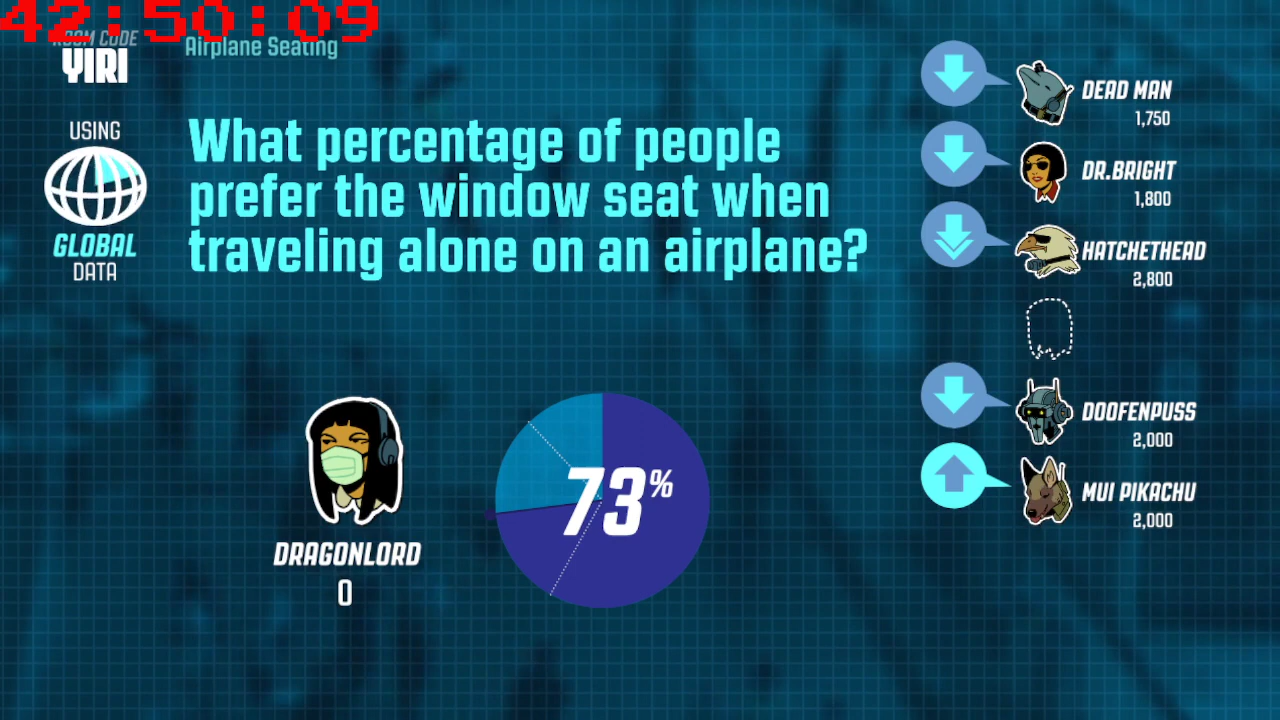 42:50:09
ROOM CODE
YIRI
Airplane Seating
USING
GLOBAL
DATA
What percentage of people
prefer the window seat when
traveling alone on an airplane?
DRAGONLORD
0
73%
DEAD MAN
1,750
DR.BRIGHT
1,800
HATCHETHEAD
2,800
DOOFENPUSS
2,000
MUI PIKACHU
2,000